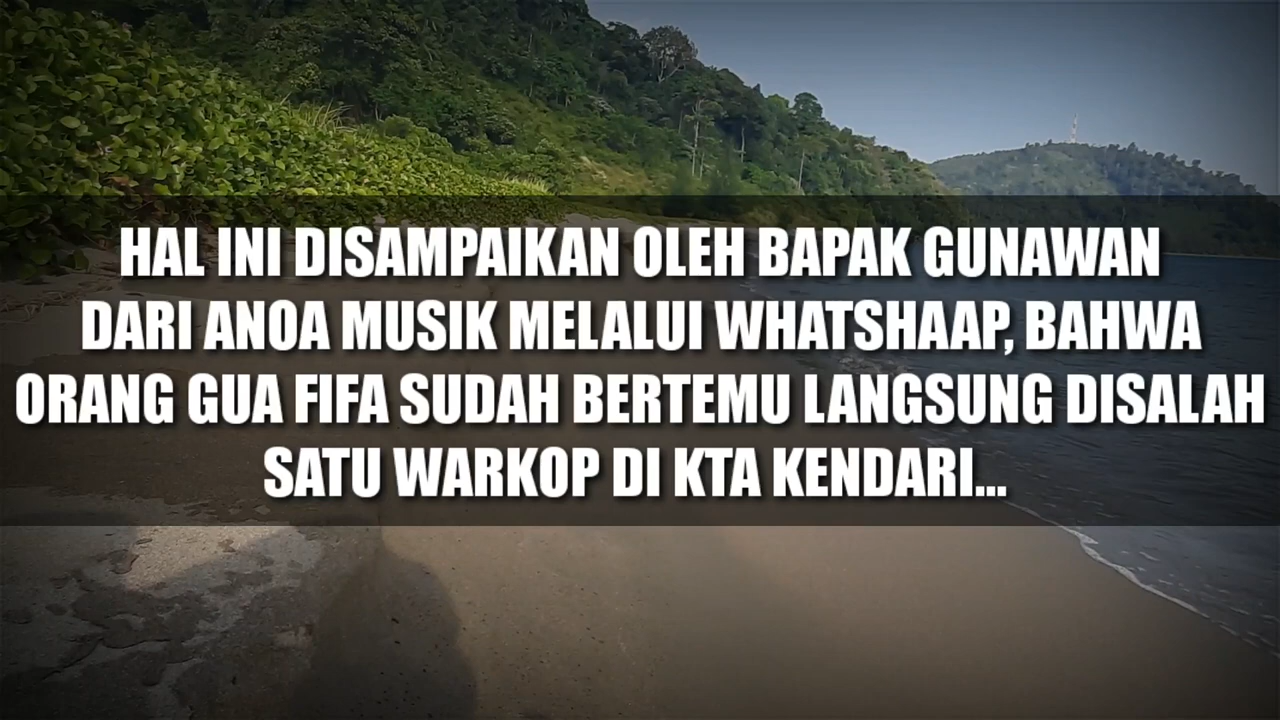 HAL INI DISAMPAIKAN OLEH BAPAK GUNAWAN
DARI ANOA MUSIK MELALUI WHATSHAAP, BAHWA
ORANG GUA FIFA SUDAH BERTEMU LANGSUNG DISALAH
SATU WARKOP DI KTA KENDARI...